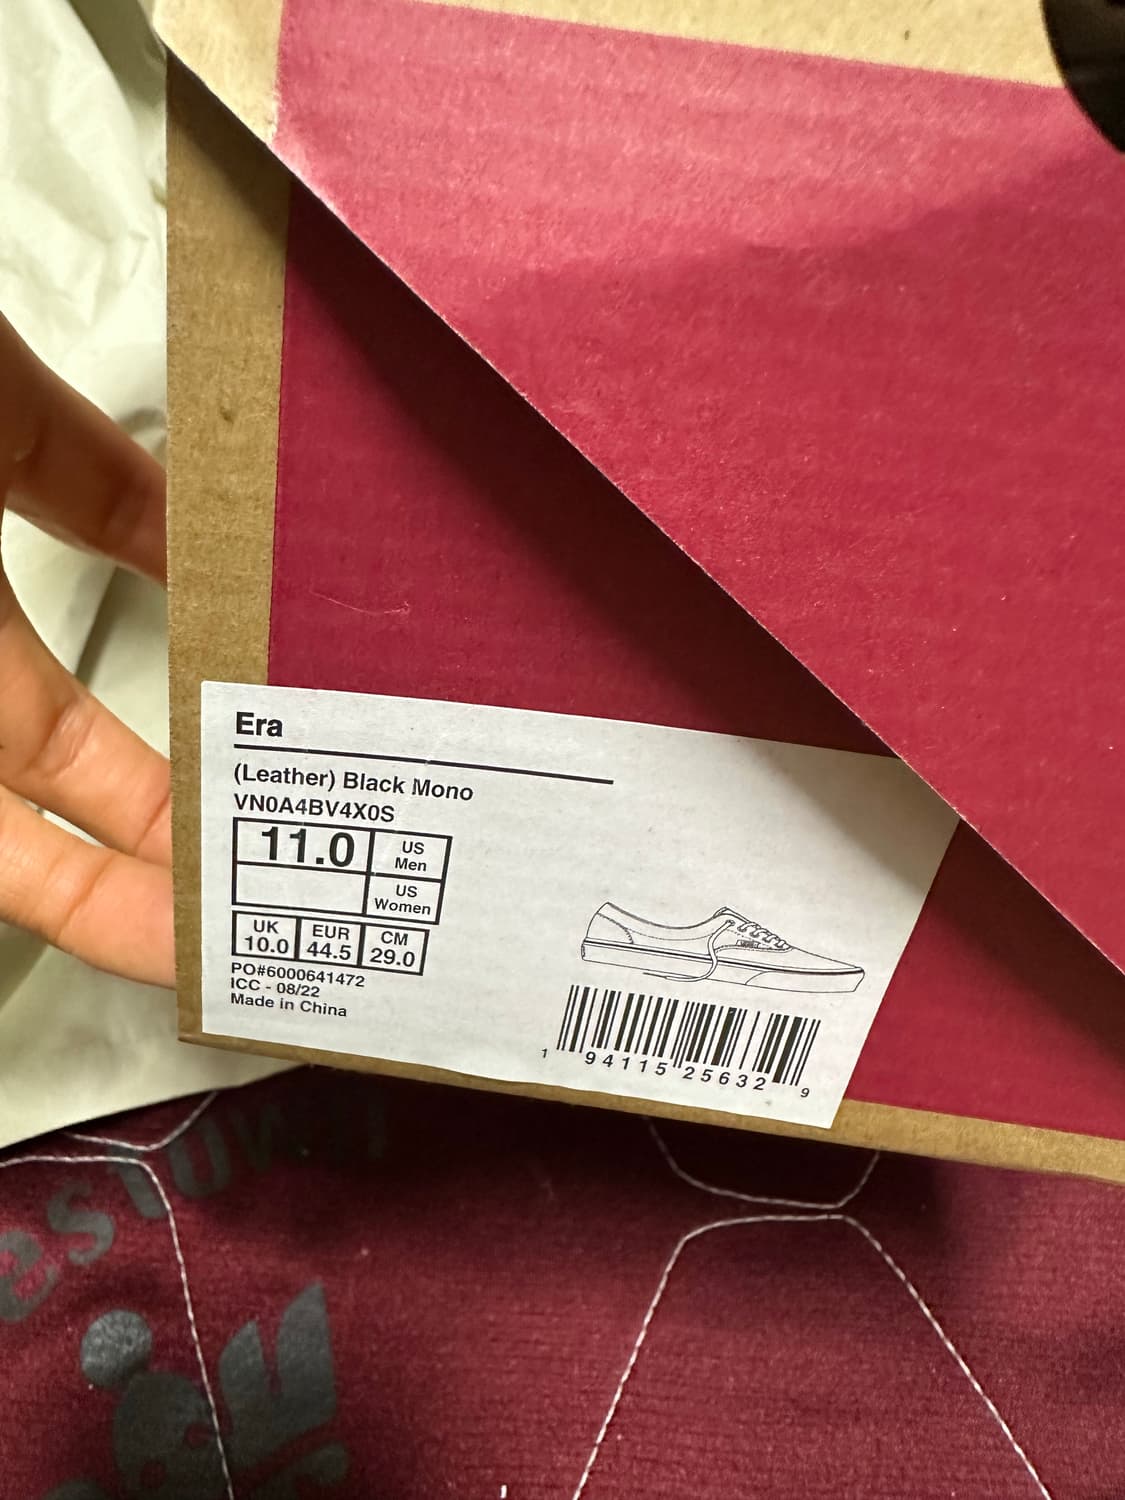 Era
(Leather) Black Mono
VN0A4BV4X0S
11.0 US Men
US Women
UK 10.0 EUR 44.5 CM 29.0
PO#6000641472
ICC - 08/22
Made in China
1 94115 25632 9